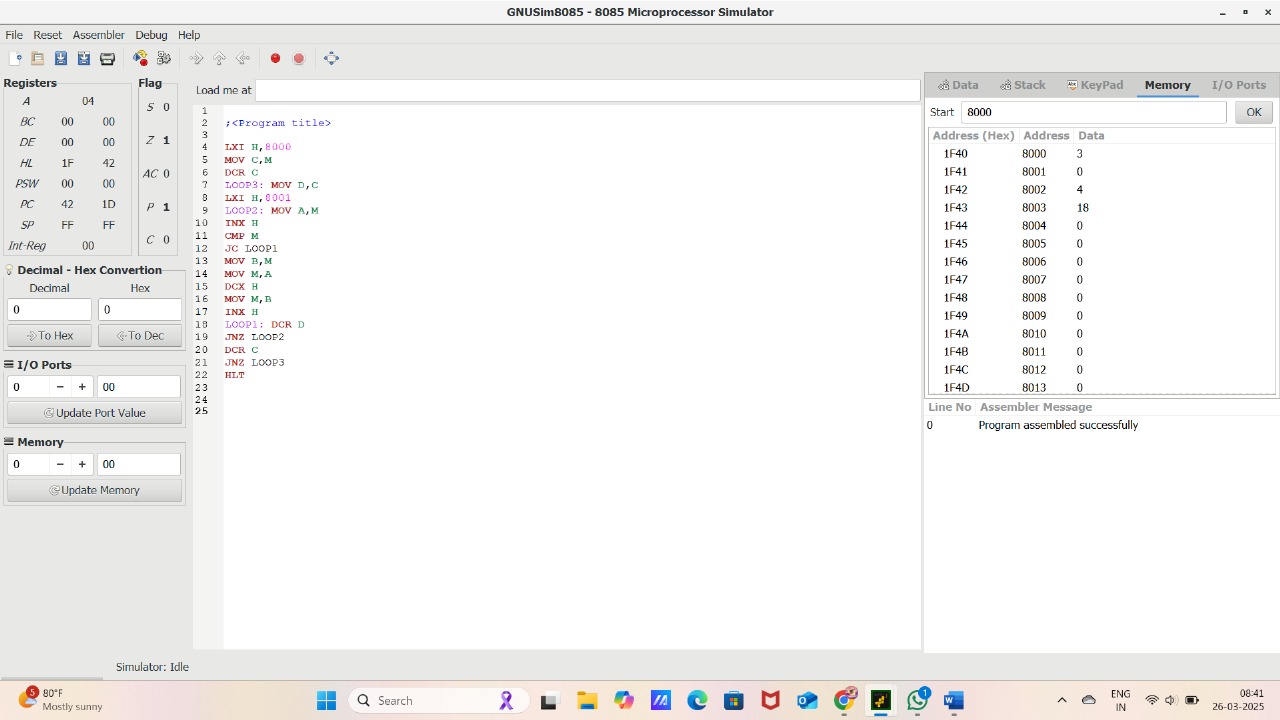 GNUSim8085 - 8085 Microprocessor Simulator
File Reset Assembler Debug Help
Registers
A 04
BC 00 00
DE 00 00
HL 1F 42
PSW 00 00
PC 42 1D
SP FF FF
Int-Reg 00
Flag
S 0
Z 1
AC 0
P 1
C 0
Decimal - Hex Convertion
Decimal Hex
0 0
To Hex To Dec
I/O Ports
0 - + 00
Update Port Value
Memory
0 - + 00
Update Memory
Load me at
1
2 ;<Program title>
3
4 LXI H,8000
5 MOV C,M
6 DCR C
7 LOOP3: MOV D,C
8 LXI H,8001
9 LOOP2: MOV A,M
10 INX H
11 CMP M
12 JC LOOP1
13 MOV B,M
14 MOV M,A
15 DCX H
16 MOV M,B
17 INX H
18 LOOP1: DCR D
19 JNZ LOOP2
20 DCR C
21 JNZ LOOP3
22 HLT
23
24
25
Data Stack KeyPad Memory I/O Ports
Start 8000 OK
Address (Hex) Address Data
1F40 8000 3
1F41 8001 0
1F42 8002 4
1F43 8003 18
1F44 8004 0
1F45 8005 0
1F46 8006 0
1F47 8007 0
1F48 8008 0
1F49 8009 0
1F4A 8010 0
1F4B 8011 0
1F4C 8012 0
1F4D 8013 0
Line No Assembler Message
0 Program assembled successfully
Simulator: Idle
5
80°F
Mostly sunny
Search
1
ENG
IN
08:41
26-03-2025